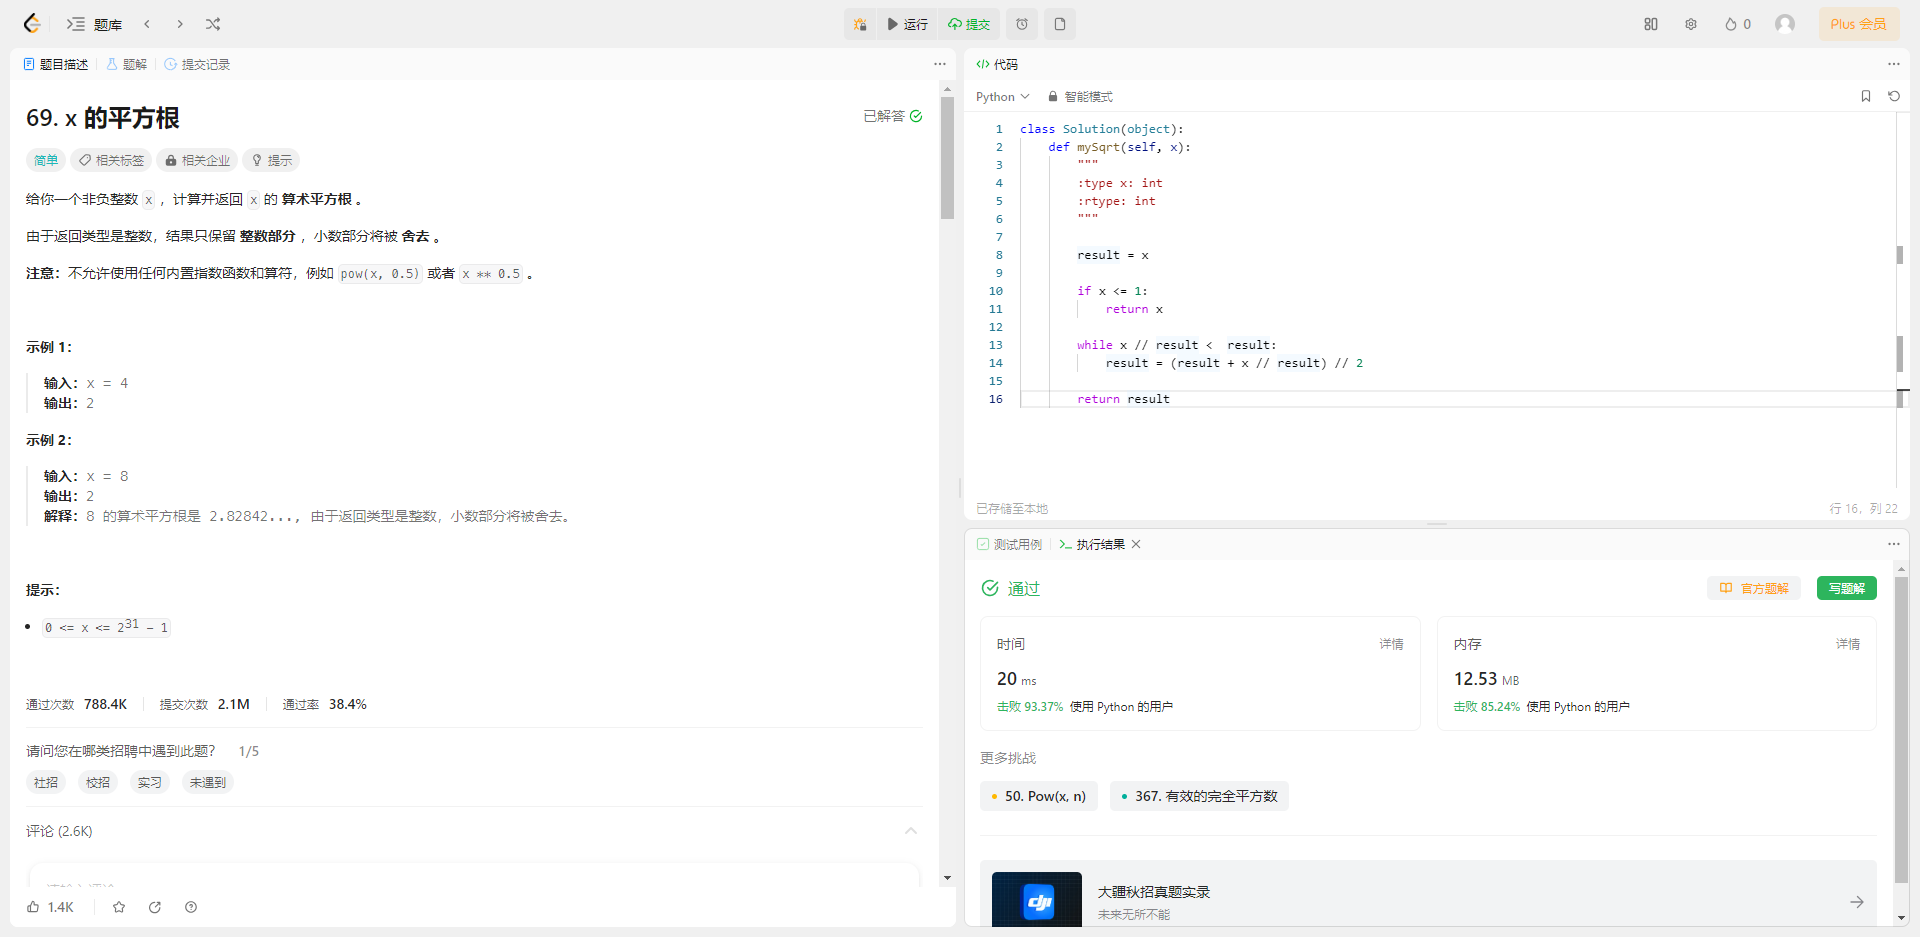 题库
运行
提交
0
Plus 会员
题目描述
题解
提交记录
69. x 的平方根
已解答
简单
相关标签
相关企业
提示
给你一个非负整数 x ，计算并返回 x 的 算术平方根 。
由于返回类型是整数，结果只保留 整数部分 ，小数部分将被 舍去 。
注意：不允许使用任何内置指数函数和算符，例如 pow(x, 0.5) 或者 x ** 0.5 。
示例 1：
输入：x = 4
输出：2
示例 2：
输入：x = 8
输出：2
解释：8 的算术平方根是 2.82842..., 由于返回类型是整数，小数部分将被舍去。
提示：
0 <= x <= 2³¹ - 1
通过次数 788.4K
提交次数 2.1M
通过率 38.4%
请问您在哪类招聘中遇到此题？ 1/5
社招
校招
实习
未遇到
评论 (2.6K)
1.4K
代码
Python
智能模式
1 class Solution(object):
2     def mySqrt(self, x):
3         """
4         :type x: int
5         :rtype: int
6         """
7
8         result = x
9
10         if x <= 1:
11             return x
12
13         while x // result <  result:
14             result = (result + x // result) // 2
15
16         return result
已存储至本地
行 16，列 22
测试用例
执行结果
通过
官方题解
写题解
时间
详情
20 ms
击败 93.37% 使用 Python 的用户
内存
详情
12.53 MB
击败 85.24% 使用 Python 的用户
更多挑战
50. Pow(x, n)
367. 有效的完全平方数
dji
大疆秋招真题实录
未来无所不能